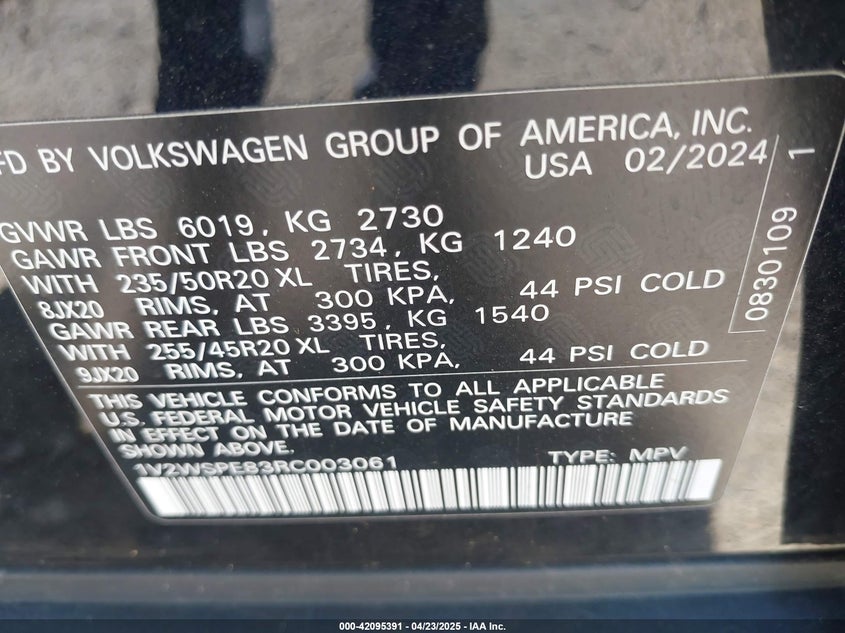 FD BY VOLKSWAGEN GROUP OF AMERICA, INC.
USA 02/2024 1
GVWR LBS 6019, KG 2730
GAWR FRONT LBS 2734, KG 1240
WITH 235/50R20 XL TIRES,
8JX20 RIMS, AT 300 KPA, 44 PSI COLD
GAWR REAR LBS 3395, KG 1540
WITH 255/45R20 XL TIRES,
9JX20 RIMS, AT 300 KPA, 44 PSI COLD
0830109
THIS VEHICLE CONFORMS TO ALL APPLICABLE
U.S. FEDERAL MOTOR VEHICLE SAFETY STANDARDS
IN EFFECT ON THE DATE OF MANUFACTURE
SHOWN ABOVE.
1V2WSPE83RC003061 TYPE: MPV
000-42095391 | 04/23/2025 - IAA Inc.